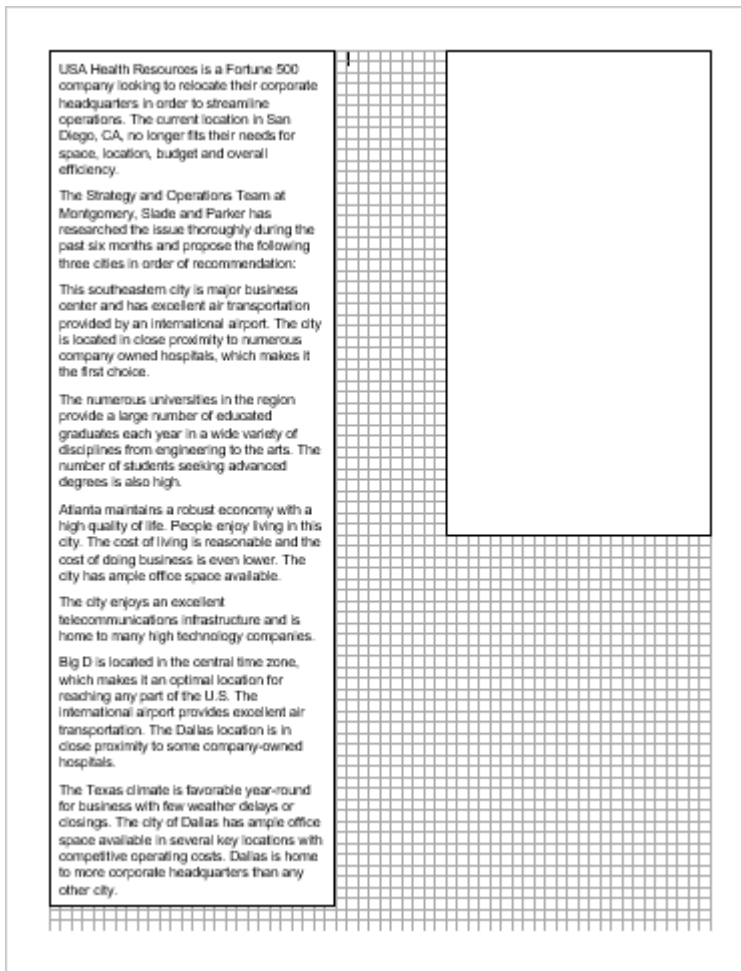 USA Health Resources is a Fortune 500
company looking to relocate their corporate
headquarters in order to streamline
operations. The current location in San
Diego, CA, no longer fits their needs for
space, location, budget and overall
efficiency.
The Strategy and Operations Team at
Montgomery, Slade and Parker has
researched the issue thoroughly during the
past six months and propose the following
three cities in order of recommendation:
This southeastern city is major business
center and has excellent air transportation
provided by an international airport. The city
is located in close proximity to numerous
company owned hospitals, which makes it
the first choice.
The numerous universities in the region
provide a large number of educated
graduates each year in a wide variety of
disciplines from engineering to the arts. The
number of students seeking advanced
degrees is also high.
Atlanta maintains a robust economy with a
high quality of life. People enjoy living in this
city. The cost of living is reasonable and the
cost of doing business is even lower. The
city has ample office space available.
The city enjoys an excellent
telecommunications infrastructure and is
home to many high technology companies.
Big D is located in the central time zone,
which makes it an optimal location for
reaching any part of the U.S. The
international airport provides excellent air
transportation. The Dallas location is in
close proximity to some company-owned
hospitals.
The Texas climate is favorable year-round
for business with few weather delays or
closings. The city of Dallas has ample office
space available in several key locations with
competitive operating costs. Dallas is home
to more corporate headquarters than any
other city.